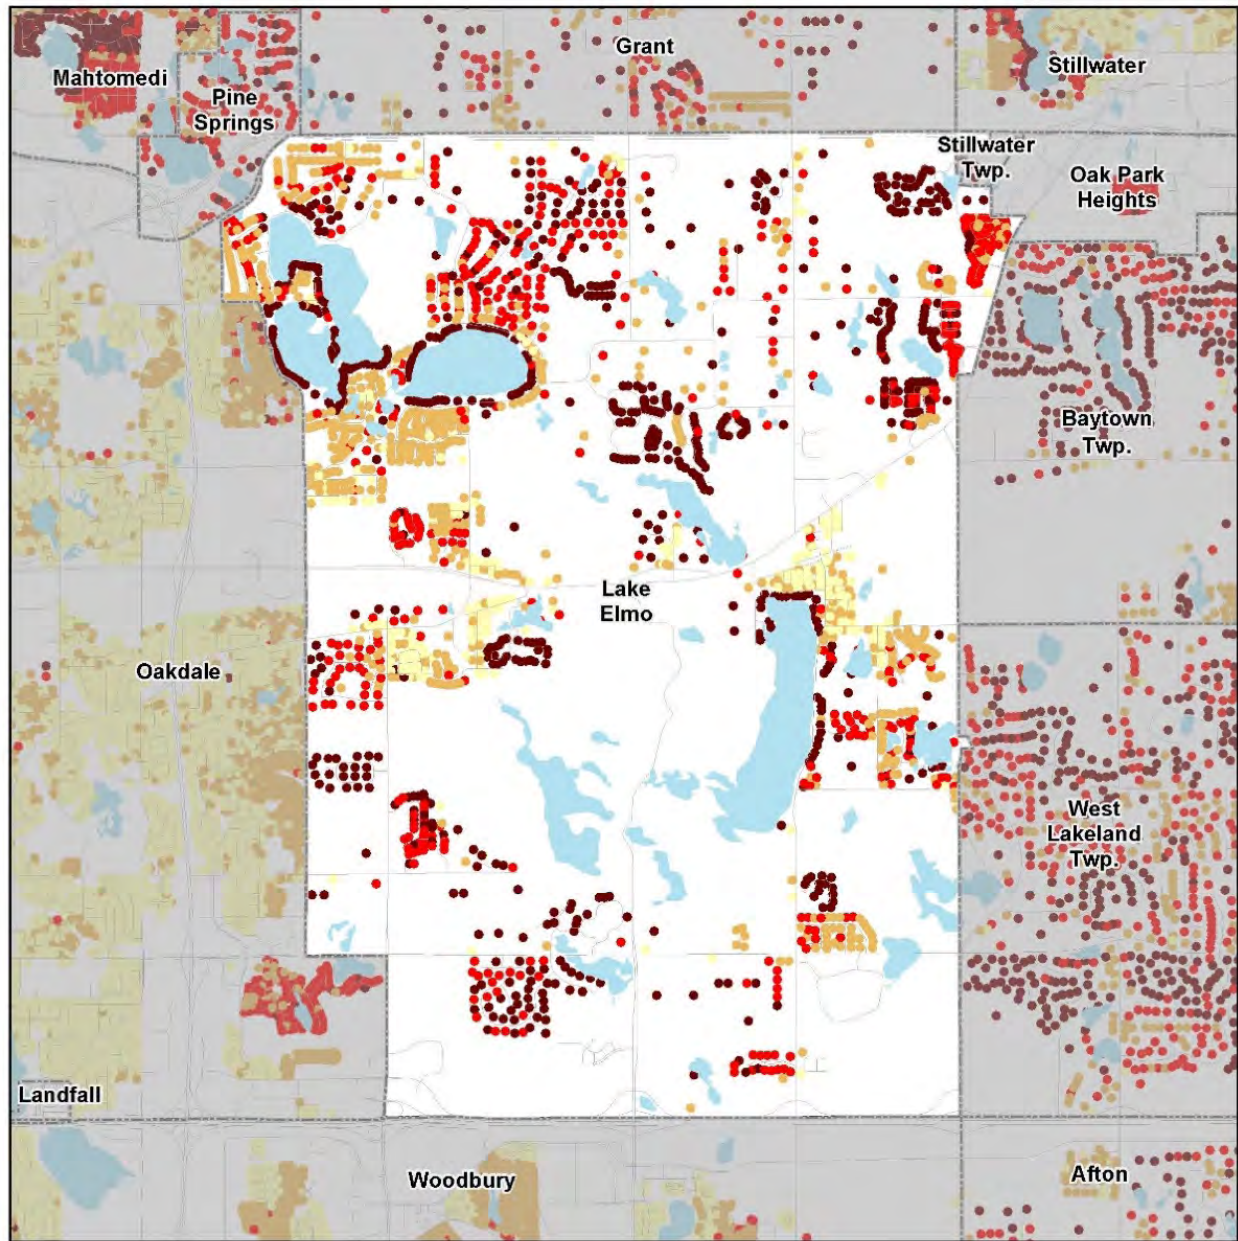 Grant
Stillwater
Mahtomedi
Pine
Springs
Stillwater
Twp.
Oak Park
Heights
Baytown
Twp.
Lake
Elmo
Oakdale
West
Lakeland
Twp.
Landfall
Woodbury
Afton